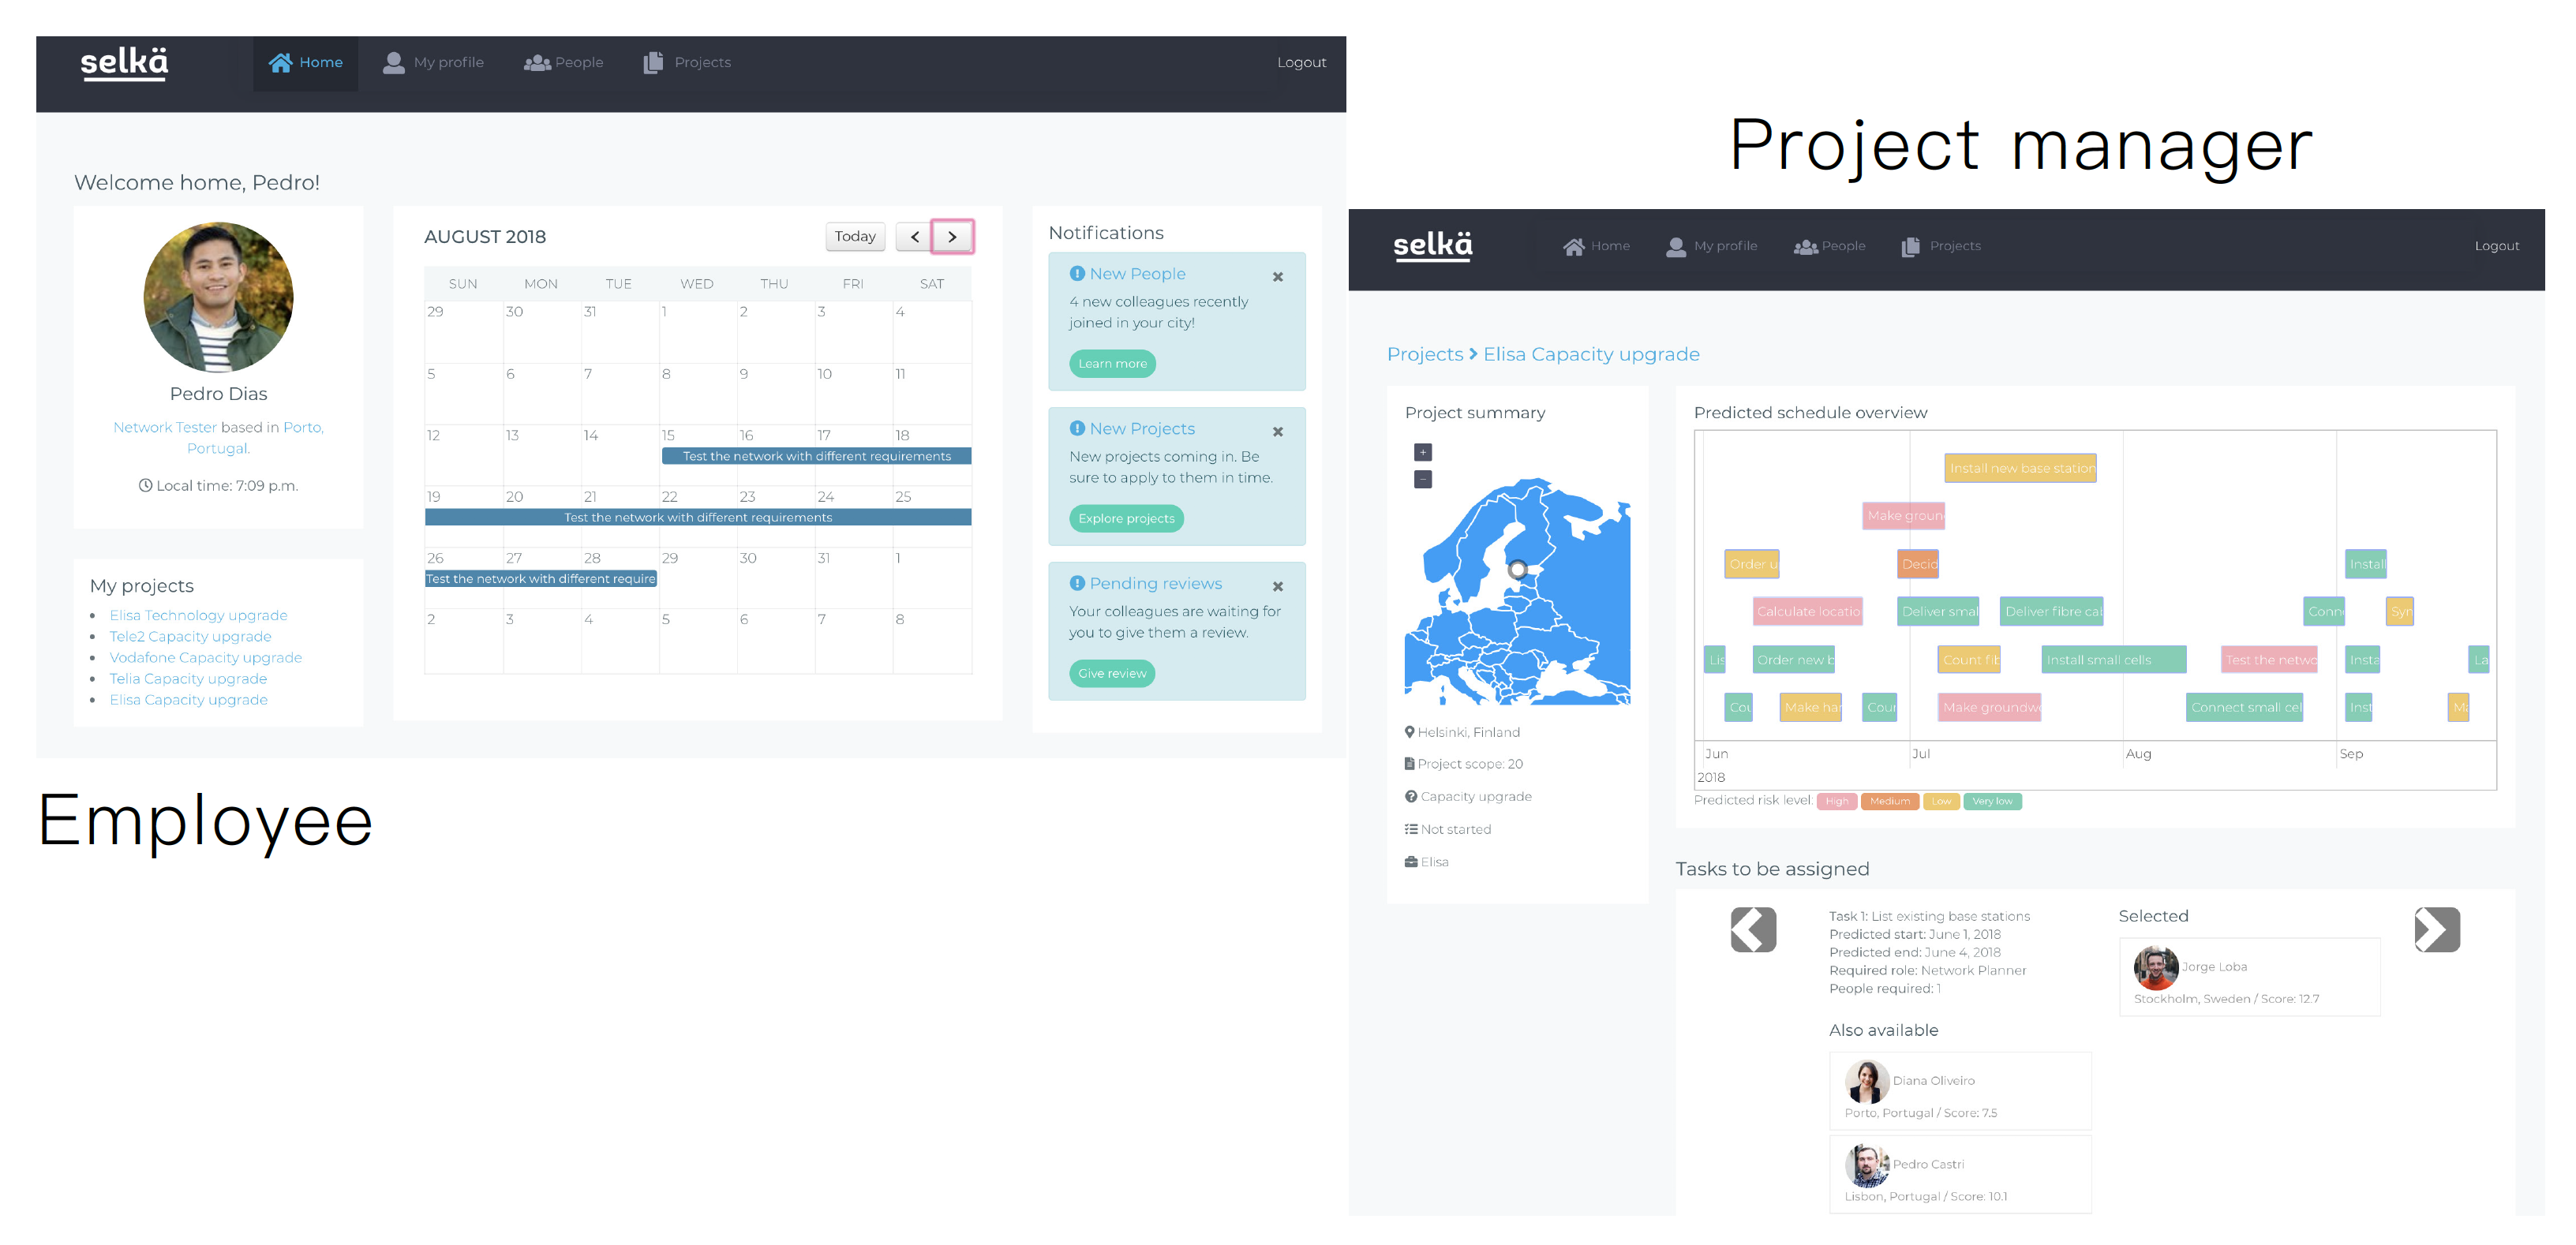 selkä
Home
My profile
People
Projects
Logout
Welcome home, Pedro!
Pedro Dias
Network Tester based in Porto,
Portugal.
Local time: 7:09 p.m.
My projects
Elisa Technology upgrade
Tele2 Capacity upgrade
Vodafone Capacity upgrade
Telia Capacity upgrade
Elisa Capacity upgrade
AUGUST 2018
Today
SUN MON TUE WED THU FRI SAT
29 30 31 1 2 3 4
5 6 7 8 9 10 11
12 13 14 15 16 17 18
Test the network with different requirements
19 20 21 22 23 24 25
Test the network with different requirements
26 27 28 29 30 31 1
Test the network with different require
2 3 4 5 6 7 8
Notifications
New People
4 new colleagues recently
joined in your city!
Learn more
New Projects
New projects coming in. Be
sure to apply to them in time.
Explore projects
Pending reviews
Your colleagues are waiting for
you to give them a review.
Give review
Employee
Project manager
selkä
Home
My profile
People
Projects
Logout
Projects > Elisa Capacity upgrade
Project summary
+
−
Helsinki, Finland
Project scope: 20
Capacity upgrade
Not started
Elisa
Predicted schedule overview
Install new base station
Make groun
Order u
Decid
Install
Calculate locatio
Deliver smal
Deliver fibre ca
Conn
Syn
Lis
Order new b
Count fib
Install small cells
Test the netwo
Insta
La
Cou
Make har
Cour
Make groundwo
Connect small cel
Inst
Ma
Jun Jul Aug Sep
2018
Predicted risk level: High Medium Low Very low
Tasks to be assigned
Task 1: List existing base stations
Predicted start: June 1, 2018
Predicted end: June 4, 2018
Required role: Network Planner
People required: 1
Selected
Jorge Loba
Stockholm, Sweden / Score: 12.7
Also available
Diana Oliveiro
Porto, Portugal / Score: 7.5
Pedro Castri
Lisbon, Portugal / Score: 10.1